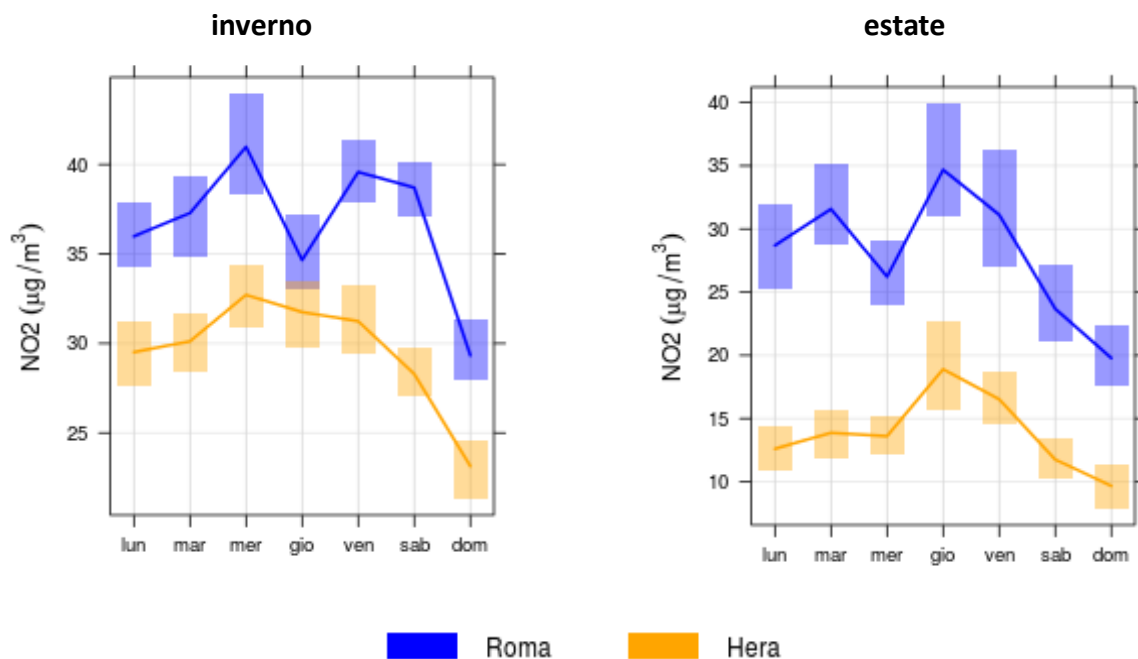 inverno
estate
40
35
30
25
NO2 (µg/m³)
lun mar mer gio ven sab dom
40
35
30
25
20
15
10
NO2 (µg/m³)
lun mar mer gio ven sab dom
Roma Hera